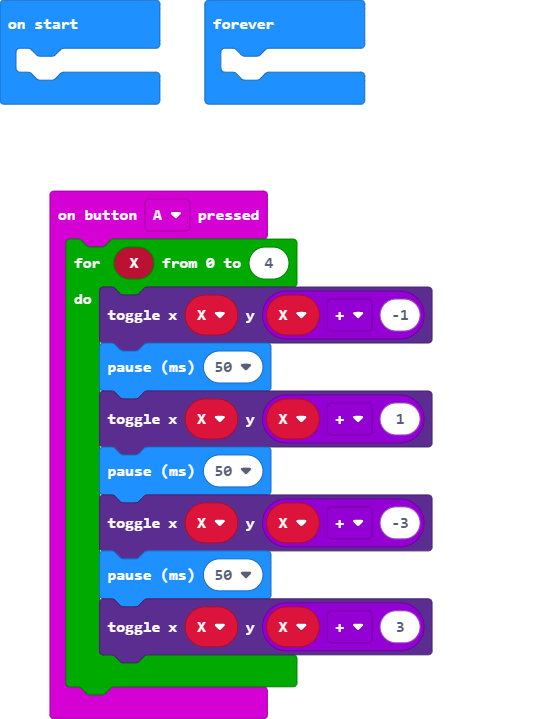 on start forever
on button A pressed
for X from 0 to 4
do
toggle x X y X + -1
pause (ms) 50
toggle x X y X + 1
pause (ms) 50
toggle x X y X + -3
pause (ms) 50
toggle x X y X + 3